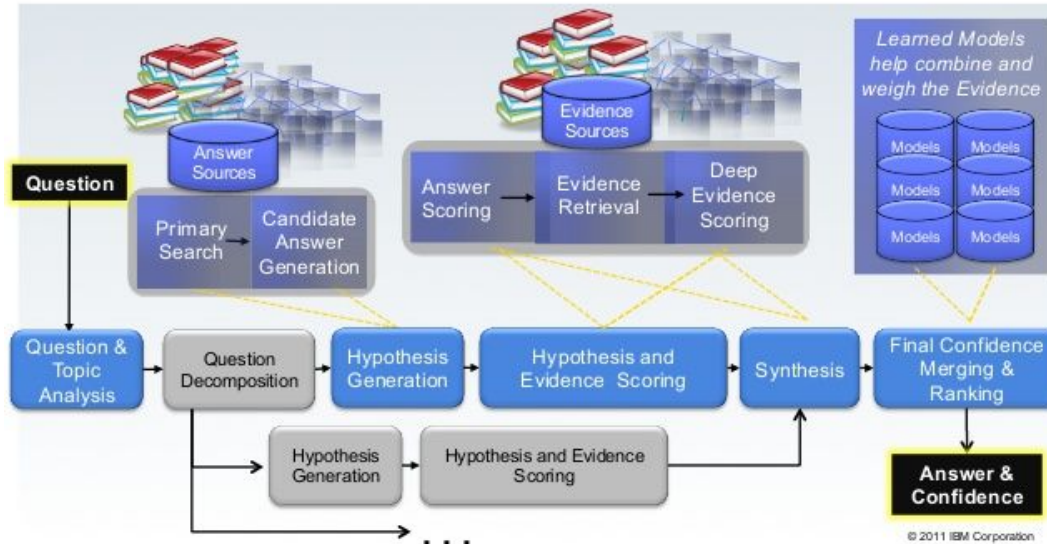 Learned Models
help combine and
weigh the Evidence
Answer
Sources
Evidence
Sources
Models
Models
Models
Models
Models
Models
Question
Primary
Search
Candidate
Answer
Generation
Answer
Scoring
Evidence
Retrieval
Deep
Evidence
Scoring
Question &
Topic
Analysis
Question
Decomposition
Hypothesis
Generation
Hypothesis and
Evidence Scoring
Synthesis
Final Confidence
Merging &
Ranking
Hypothesis
Generation
Hypothesis and Evidence
Scoring
Answer &
Confidence
. . .
© 2011 IBM Corporation